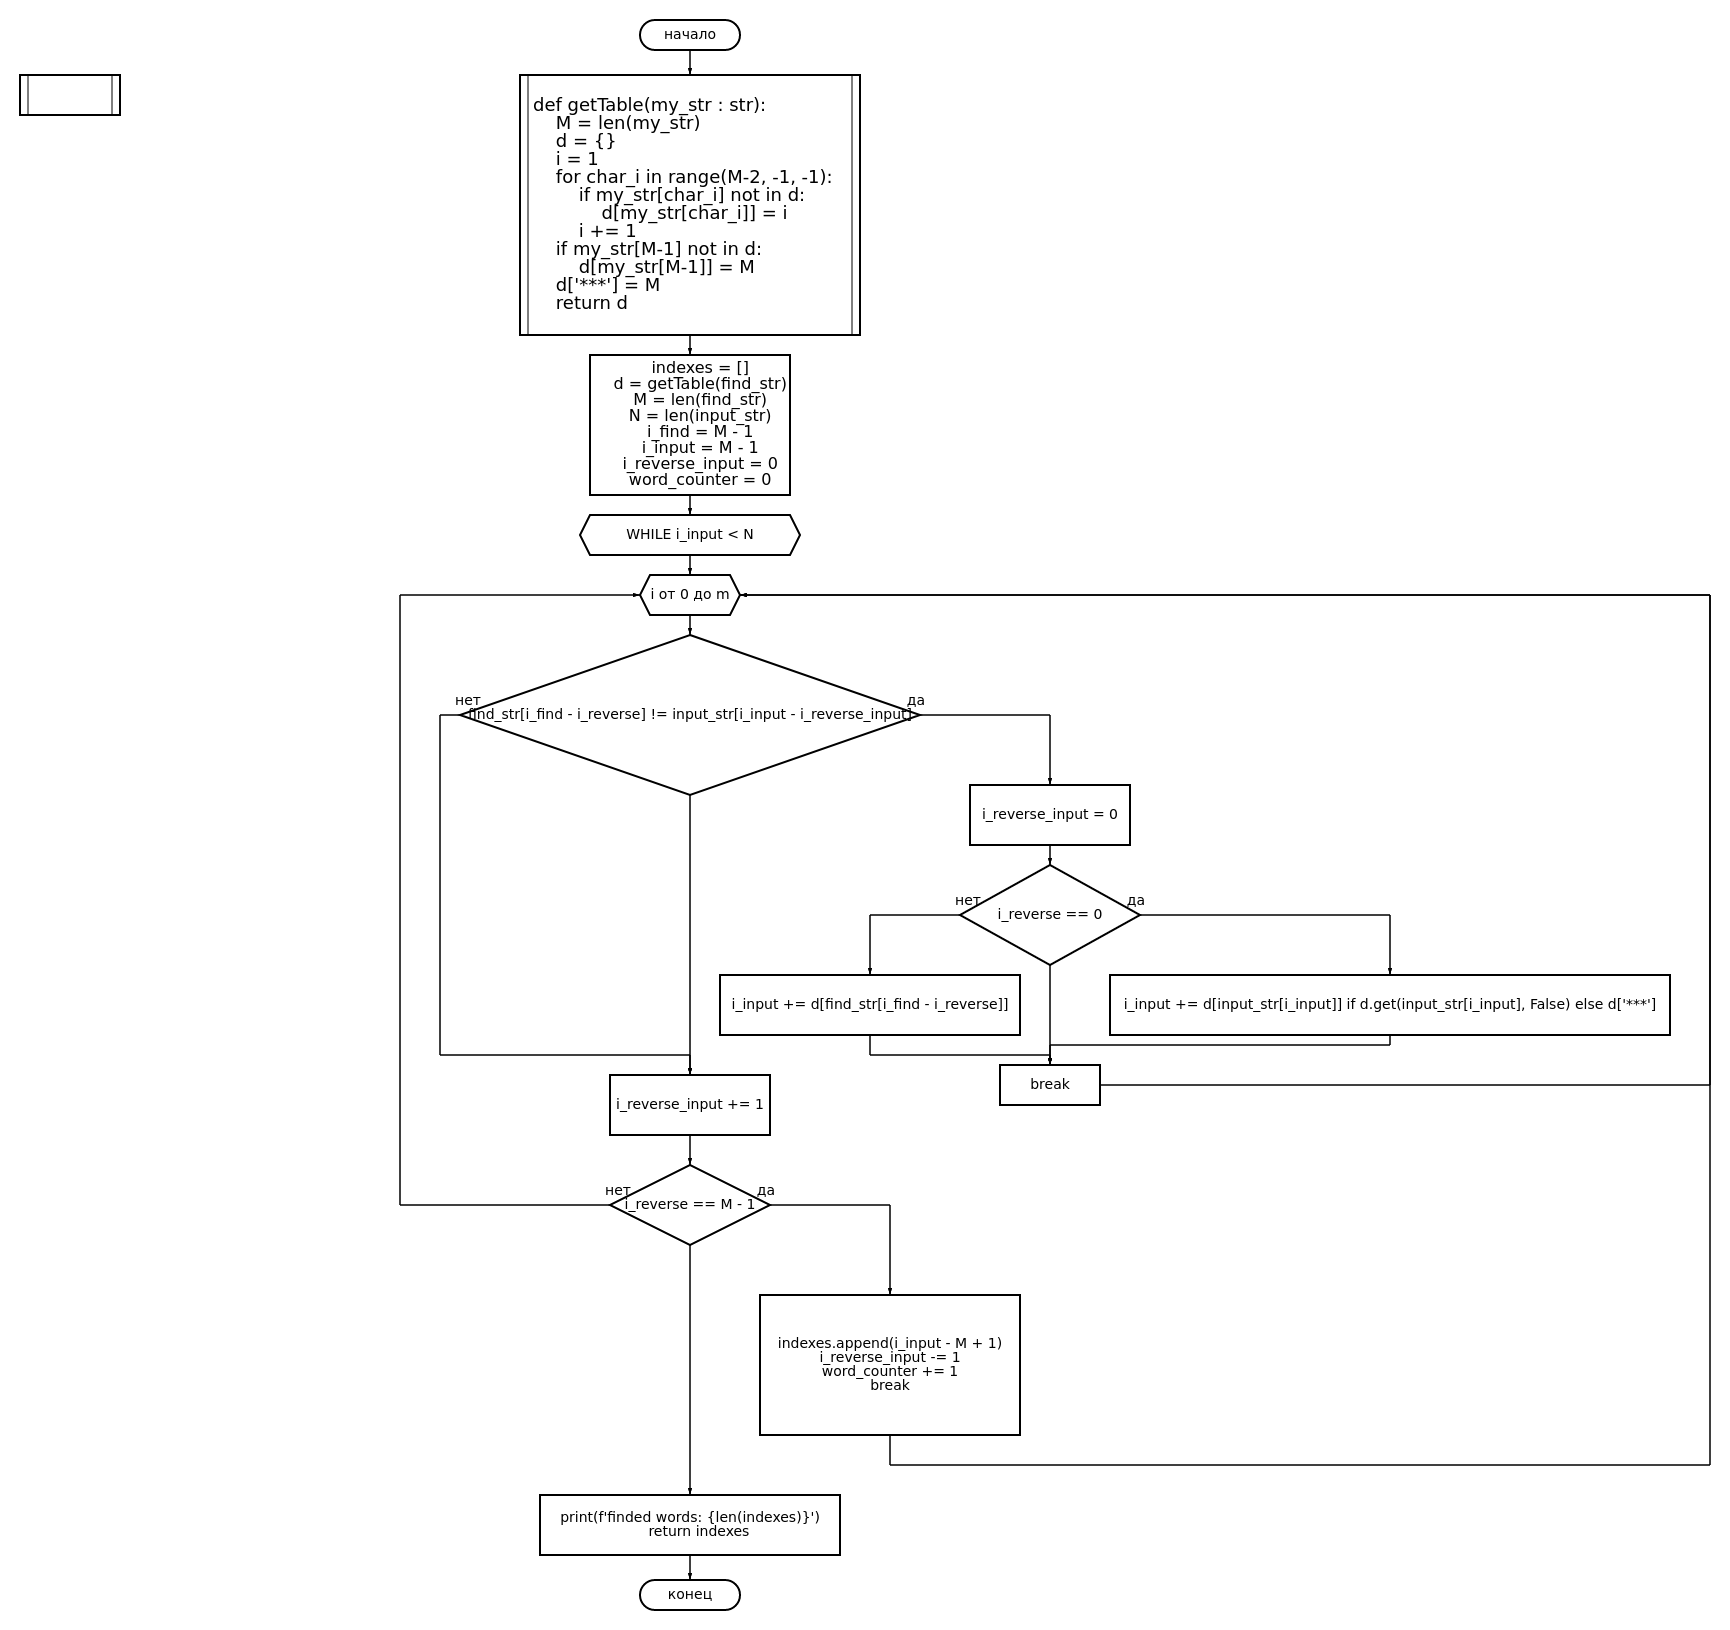 начало
def getTable(my_str : str):
M = len(my_str)
d = {}
i = 1
for char_i in range(M-2, -1, -1):
if my_str[char_i] not in d:
d[my_str[char_i]] = i
i += 1
if my_str[M-1] not in d:
d[my_str[M-1]] = M
d['***'] = M
return d
indexes = []
d = getTable(find_str)
M = len(find_str)
N = len(input_str)
i_find = M - 1
i_input = M - 1
i_reverse_input = 0
word_counter = 0
WHILE i_input < N
i от 0 до m
нет
да
find_str[i_find - i_reverse] != input_str[i_input - i_reverse_input]
i_reverse_input = 0
нет
да
i_reverse == 0
i_input += d[find_str[i_find - i_reverse]]
i_input += d[input_str[i_input]] if d.get(input_str[i_input], False) else d['***']
break
i_reverse_input += 1
нет
да
i_reverse == M - 1
indexes.append(i_input - M + 1)
i_reverse_input -= 1
word_counter += 1
break
print(f'finded words: {len(indexes)}')
return indexes
конец